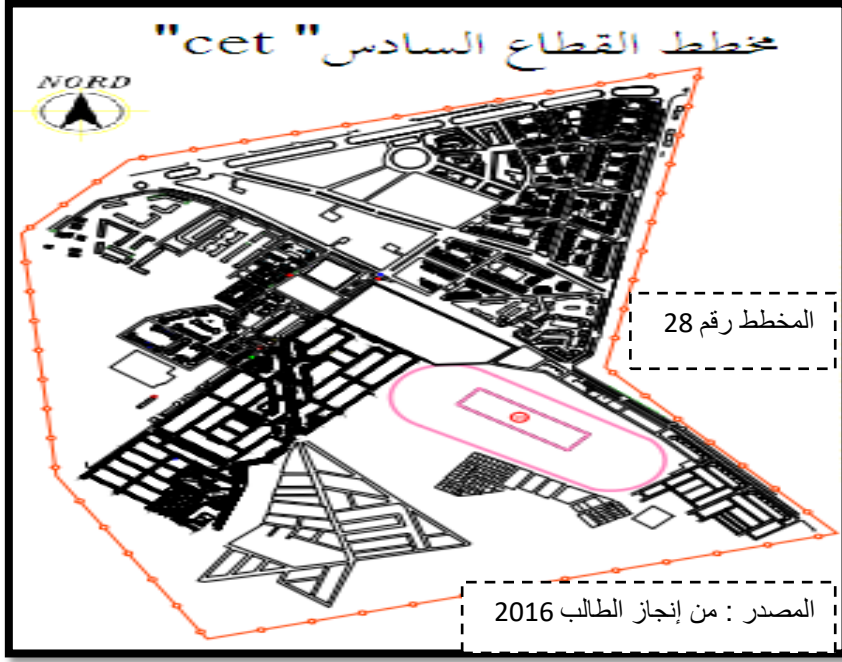 مخطط القطاع السادس" cet"
NORD
المخطط رقم 28
المصدر : من إنجاز الطالب 2016